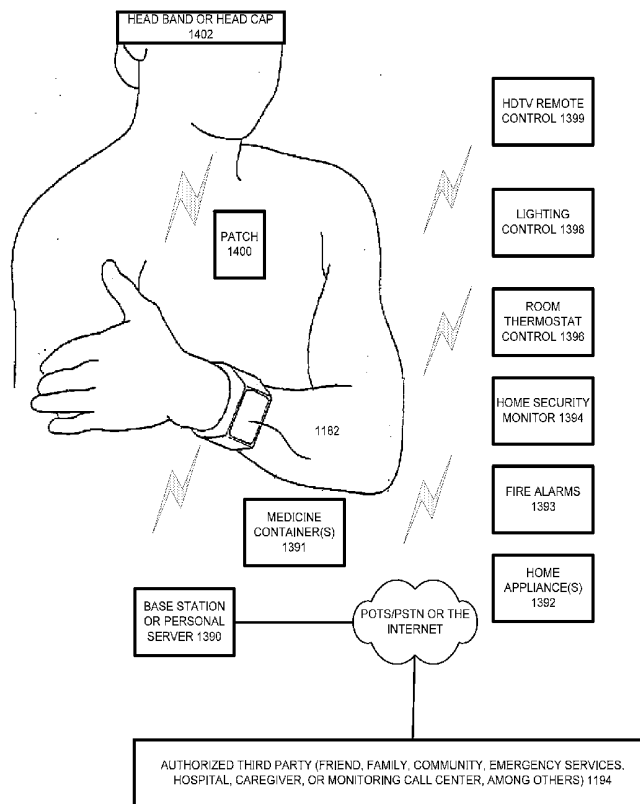 HEAD BAND OR HEAD CAP
1402
HDTV REMOTE
CONTROL 1399
LIGHTING
CONTROL 1398
PATCH
1400
ROOM
THERMOSTAT
CONTROL 1396
HOME SECURITY
MONITOR 1394
1182
FIRE ALARMS
1393
MEDICINE
CONTAINER(S)
1391
HOME
APPLIANCE(S)
1392
BASE STATION
OR PERSONAL
SERVER 1390
POTS/PSTN OR THE
INTERNET
AUTHORIZED THIRD PARTY (FRIEND, FAMILY, COMMUNITY, EMERGENCY SERVICES.
HOSPITAL, CAREGIVER, OR MONITORING CALL CENTER, AMONG OTHERS) 1194